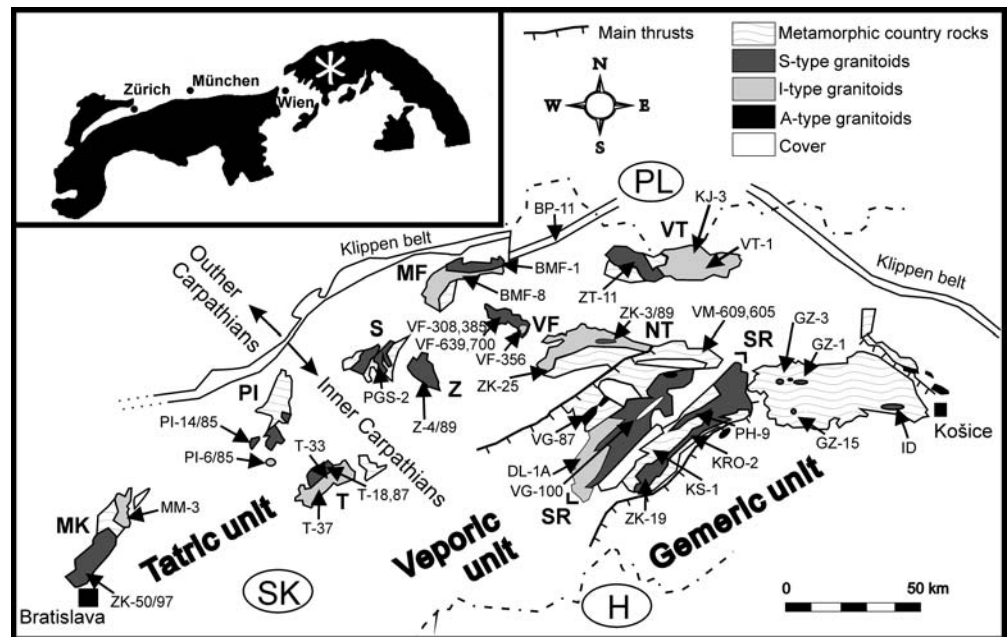 Zürich
München
Wien
Main thrusts
N
W
E
S
Metamorphic country rocks
S-type granitoids
I-type granitoids
A-type granitoids
Cover
PL
KJ-3
BP-11
VT
VT-1
Klippen belt
Klippen belt
Outher
Carpathians
MF
BMF-1
BMF-8
ZT-11
VF-308,385
VF-639,700
VF
VF-356
ZK-3/89
NT
VM-609,605
SR
GZ-3
GZ-1
S
ZK-25
PI
PGS-2
Z
Inner Carpathians
PI-14/85
Z-4/89
VG-87
PH-9
GZ-15
ID
Košice
PI-6/85
T-33
T-18,87
DL-1A
VG-100
KRO-2
KS-1
MM-3
T
T-37
SR
ZK-19
MK
Tatric unit
Veporic
unit
Gemeric unit
ZK-50/97
SK
H
Bratislava
0
50 km